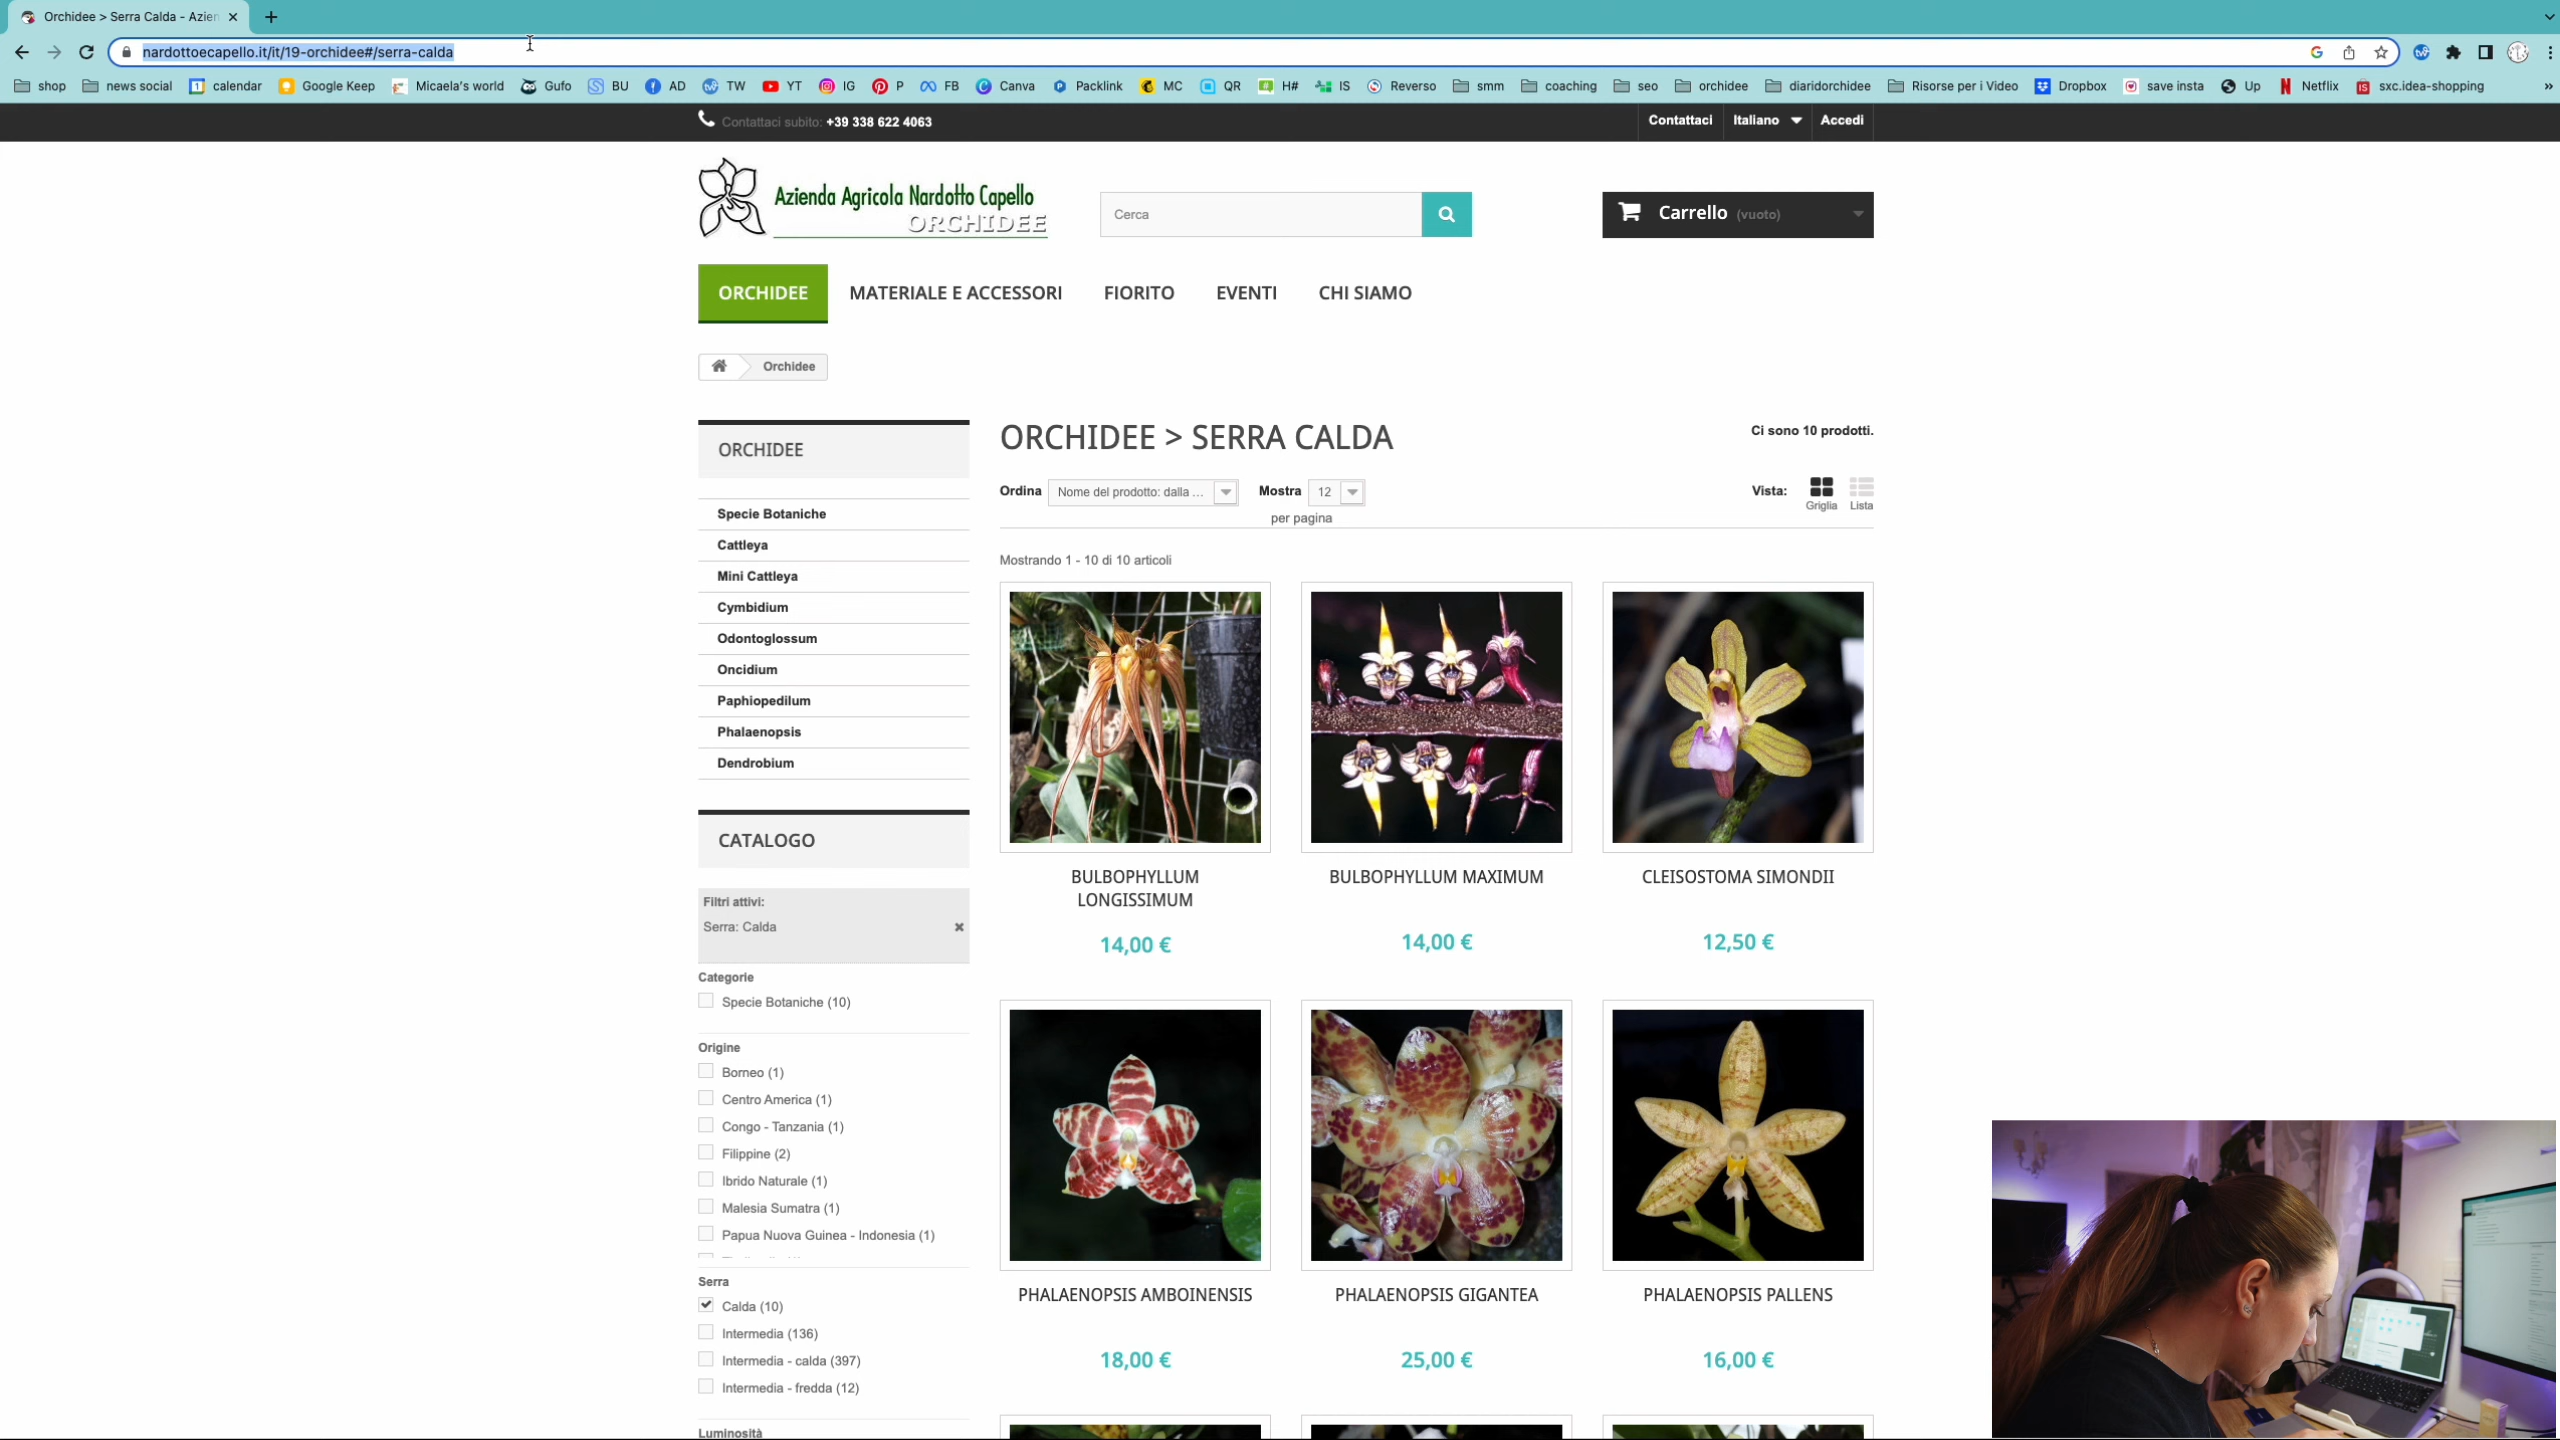 Orchidee > Serra Calda - Azien
nardottoecapello.it/it/19-orchidee#/serra-calda
shop news social calendar Google Keep Micaela's world Gufo BU AD TW YT IG P FB Canva Packlink MC QR H# IS Reverso smm coaching seo orchidee diaridorchidee Risorse per i Video Dropbox save insta Up Netflix sxc.idea-shopping »
Contattaci subito: +39 338 622 4063
Contattaci Italiano Accedi
Azienda Agricola Nardotto Capello
ORCHIDEE
Cerca
Carrello (vuoto)
ORCHIDEE MATERIALE E ACCESSORI FIORITO EVENTI CHI SIAMO
Orchidee
ORCHIDEE
Specie Botaniche
Cattleya
Mini Cattleya
Cymbidium
Odontoglossum
Oncidium
Paphiopedilum
Phalaenopsis
Dendrobium
CATALOGO
Filtri attivi:
Serra: Calda
Categorie
Specie Botaniche (10)
Origine
Borneo (1)
Centro America (1)
Congo - Tanzania (1)
Filippine (2)
Ibrido Naturale (1)
Malesia Sumatra (1)
Papua Nuova Guinea - Indonesia (1)
Serra
Calda (10)
Intermedia (136)
Intermedia - calda (397)
Intermedia - fredda (12)
Luminosità
ORCHIDEE > SERRA CALDA
Ci sono 10 prodotti.
Ordina Nome del prodotto: dalla ... Mostra 12
per pagina
Vista: Griglia Lista
Mostrando 1 - 10 di 10 articoli
BULBOPHYLLUM
LONGISSIMUM
14,00 €
BULBOPHYLLUM MAXIMUM
14,00 €
CLEISOSTOMA SIMONDII
12,50 €
PHALAENOPSIS AMBOINENSIS
18,00 €
PHALAENOPSIS GIGANTEA
25,00 €
PHALAENOPSIS PALLENS
16,00 €